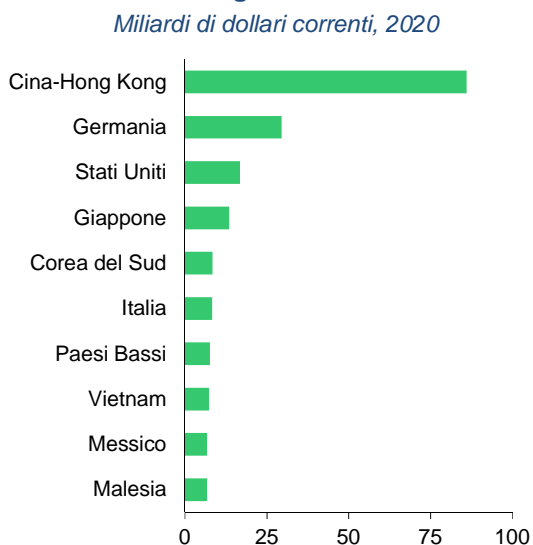 Miliardi di dollari correnti, 2020
Cina-Hong Kong
Germania
Stati Uniti
Giappone
Corea del Sud
Italia
Paesi Bassi
Vietnam
Messico
Malesia
0 25 50 75 100